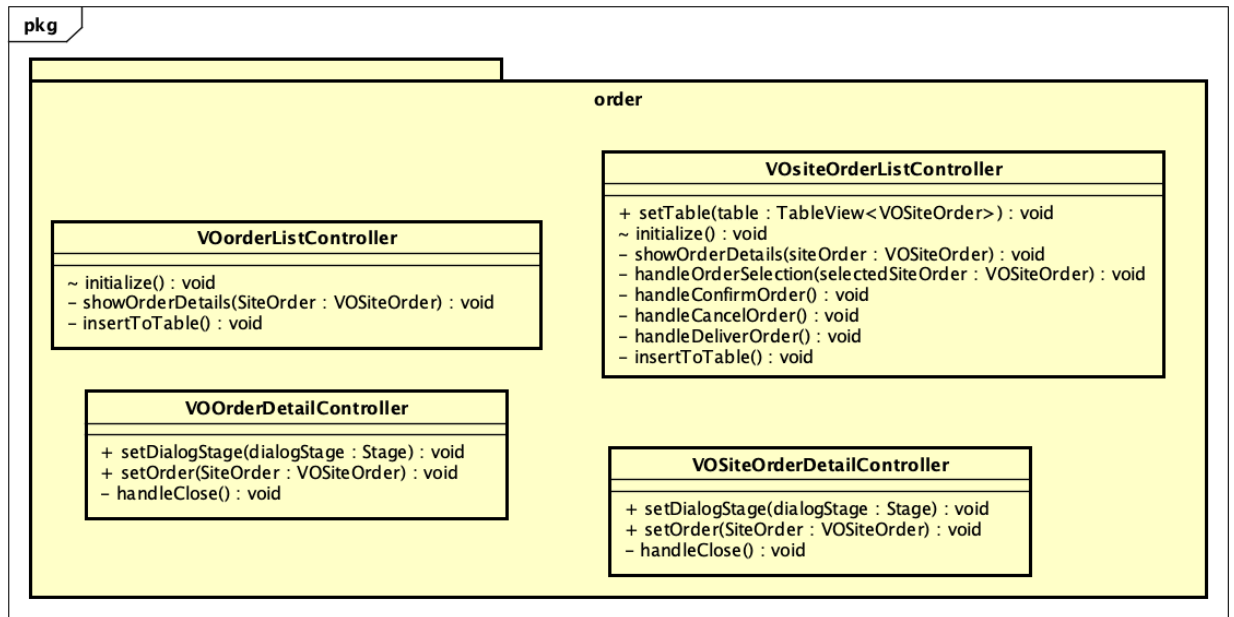 pkg
order
VOorderListController
~ initialize() : void
– showOrderDetails(SiteOrder : VOSiteOrder) : void
– insertToTable() : void
VOsiteOrderListController
+ setTable(table : TableView<VOSiteOrder>) : void
~ initialize() : void
– showOrderDetails(siteOrder : VOSiteOrder) : void
– handleOrderSelection(selectedSiteOrder : VOSiteOrder) : void
– handleConfirmOrder() : void
– handleCancelOrder() : void
– handleDeliverOrder() : void
– insertToTable() : void
VOOrderDetailController
+ setDialogStage(dialogStage : Stage) : void
+ setOrder(SiteOrder : VOSiteOrder) : void
– handleClose() : void
VOSiteOrderDetailController
+ setDialogStage(dialogStage : Stage) : void
+ setOrder(SiteOrder : VOSiteOrder) : void
– handleClose() : void